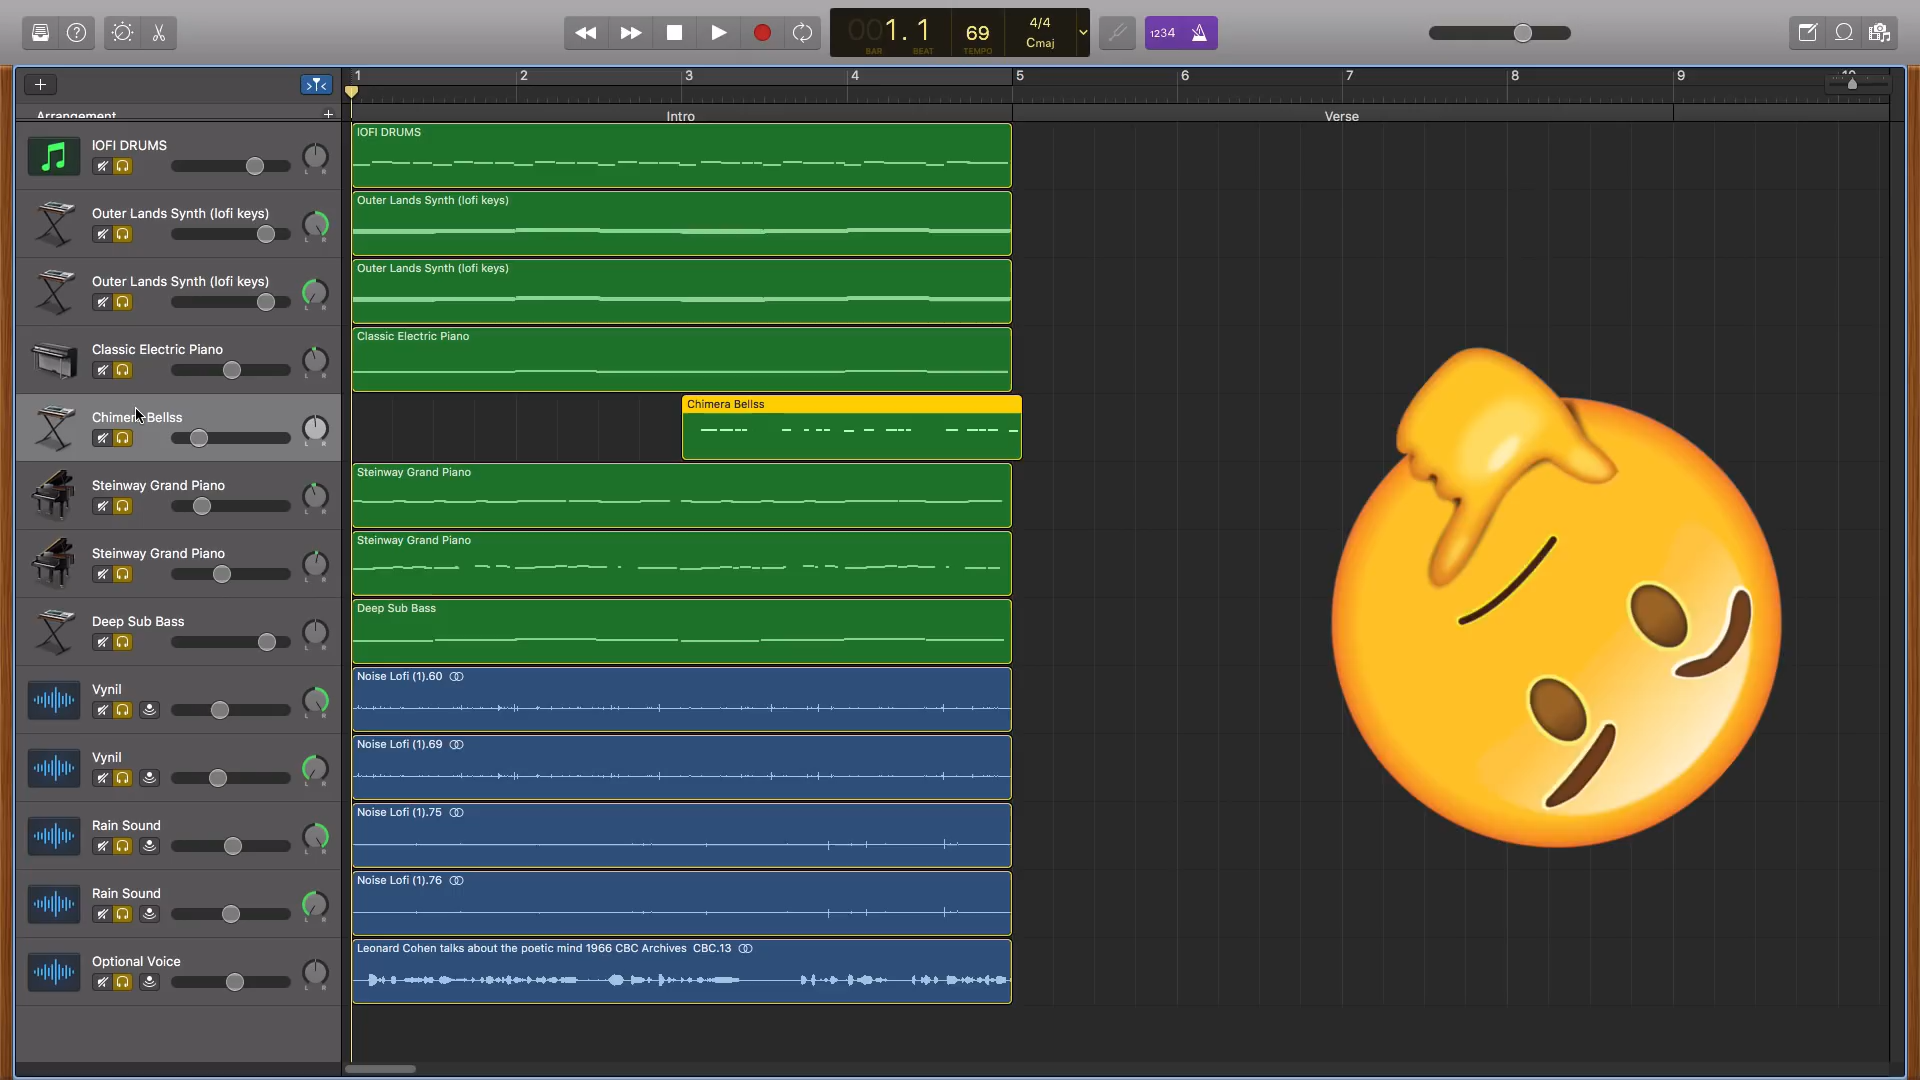 001. 1
BAR
BEAT
69
TEMPO
4/4
Cmaj
1234
1
2
3
4
5
6
7
8
9
Arrangement
Intro
Verse
lOFI DRUMS
lOFI DRUMS
Outer Lands Synth (lofi keys)
L R
Outer Lands Synth (lofi keys)
Outer Lands Synth (lofi keys)
L R
Outer Lands Synth (lofi keys)
Classic Electric Piano
L R
Classic Electric Piano
Chimera Bellss
L R
Chimera Bellss
Steinway Grand Piano
L R
Steinway Grand Piano
Steinway Grand Piano
L R
Steinway Grand Piano
Deep Sub Bass
L R
Deep Sub Bass
Vynil
L R
Noise Lofi (1).60
Vynil
L R
Noise Lofi (1).69
Rain Sound
L R
Noise Lofi (1).75
Rain Sound
L R
Noise Lofi (1).76
Optional Voice
L R
Leonard Cohen talks about the poetic mind 1966 CBC Archives CBC.13